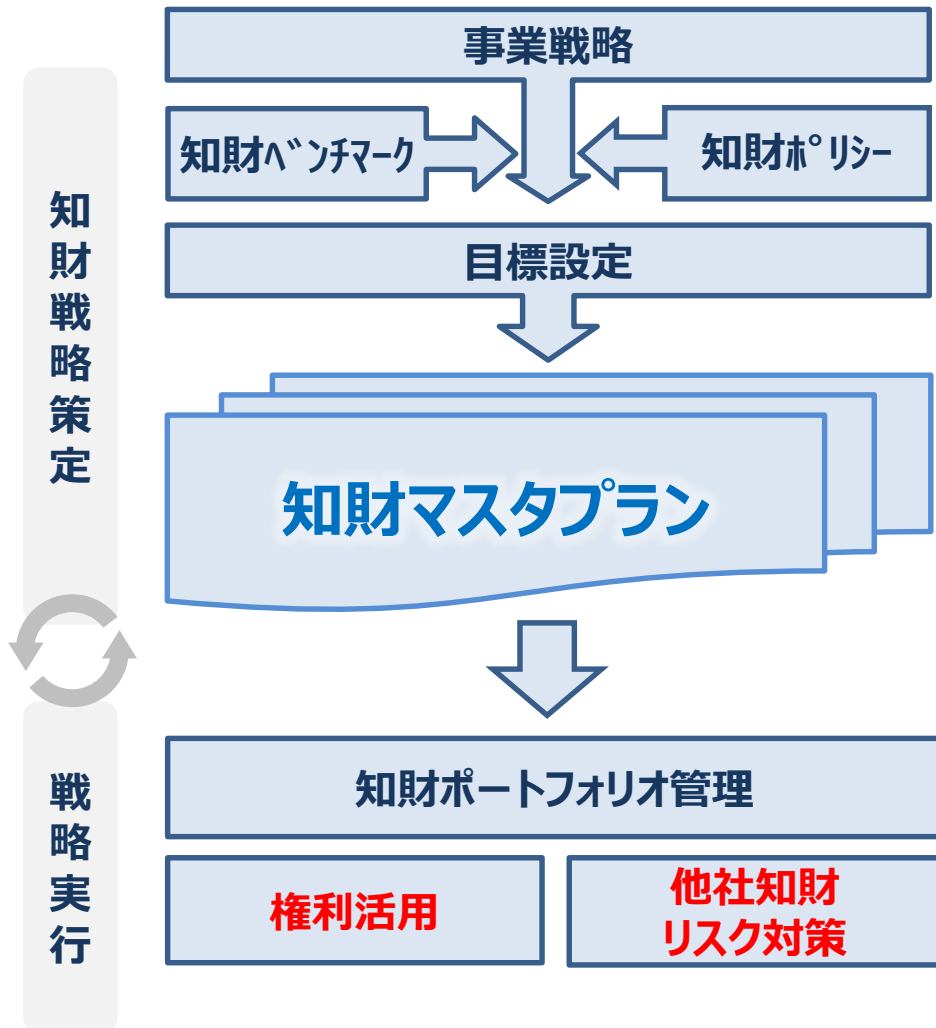 事業戦略
知財ﾍﾞﾝﾁﾏｰｸ
知財ﾎﾟﾘｼｰ
目標設定
知財マスタプラン
知財戦略策定
知財ポートフォリオ管理
権利活用
他社知財
リスク対策
戦略実行